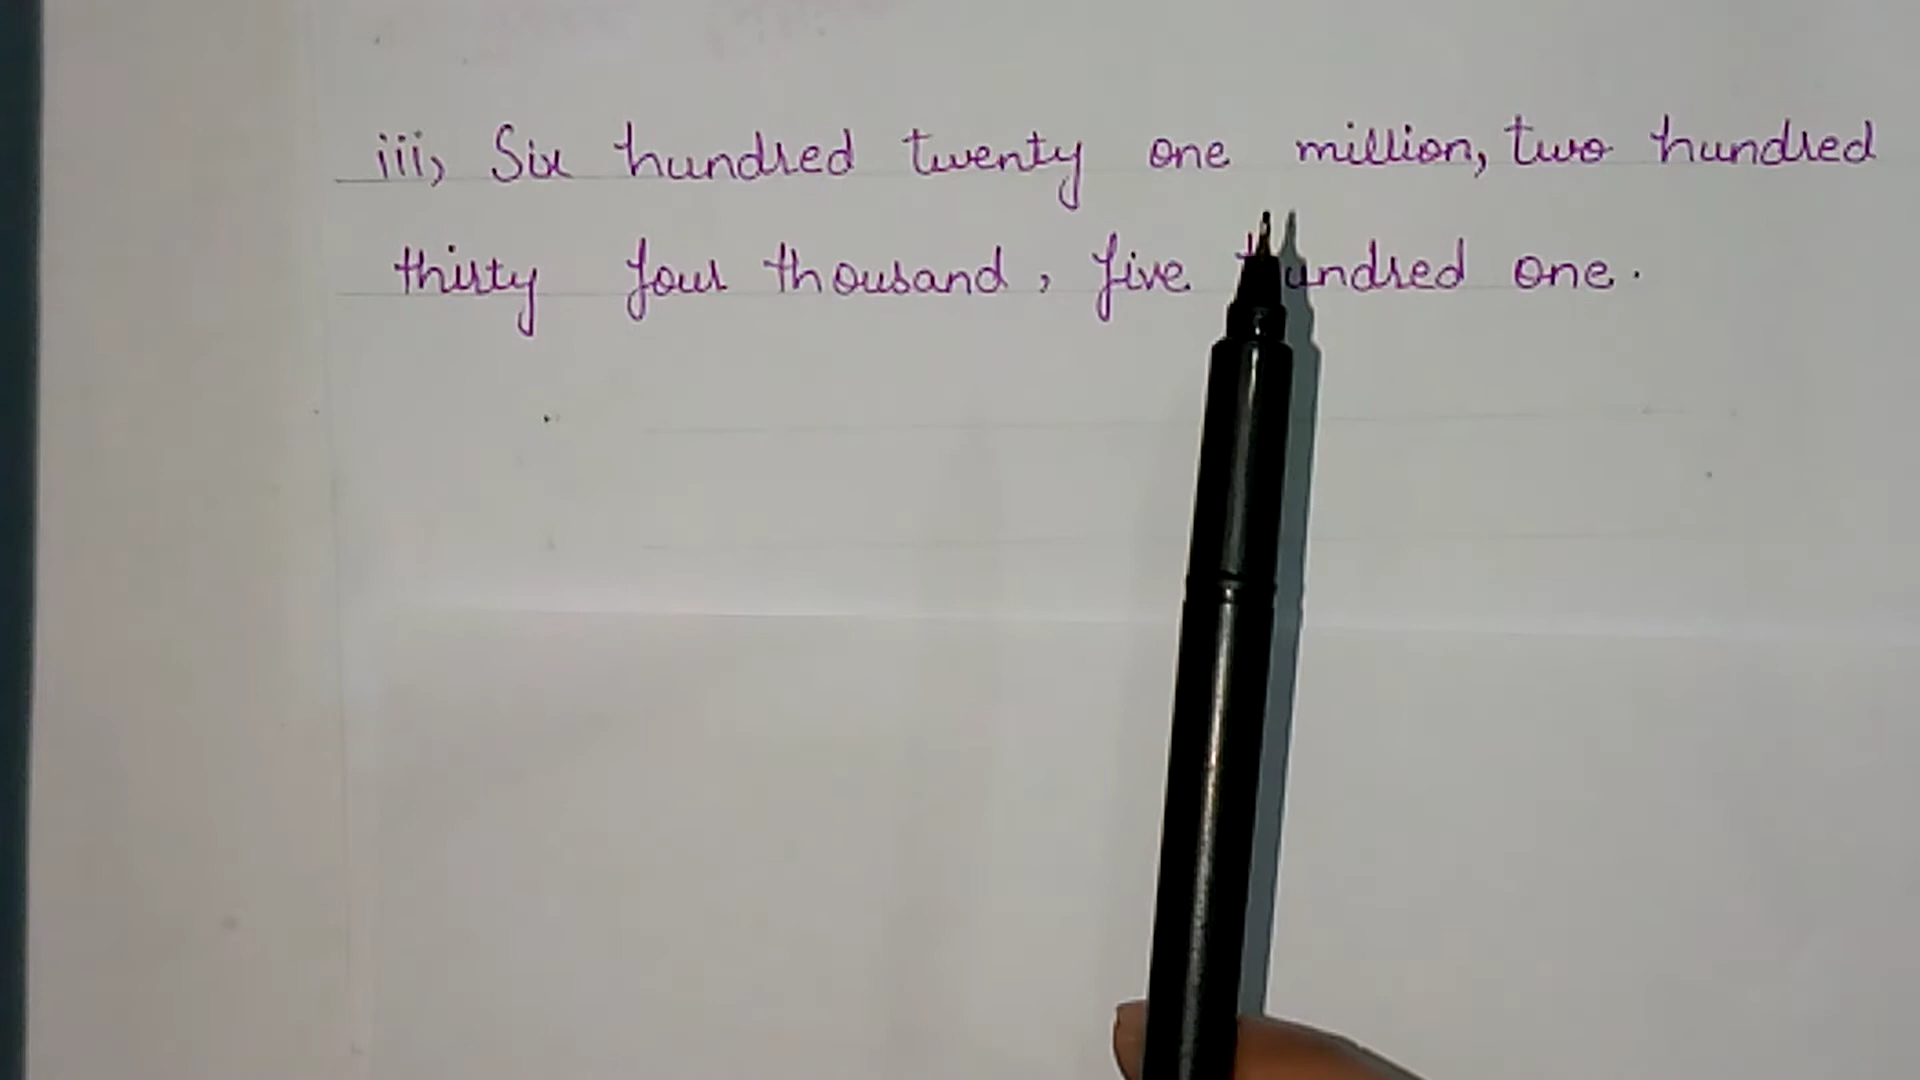 iii, Six hundred twenty one million, two hundred
thirty four thousand, five hundred one.